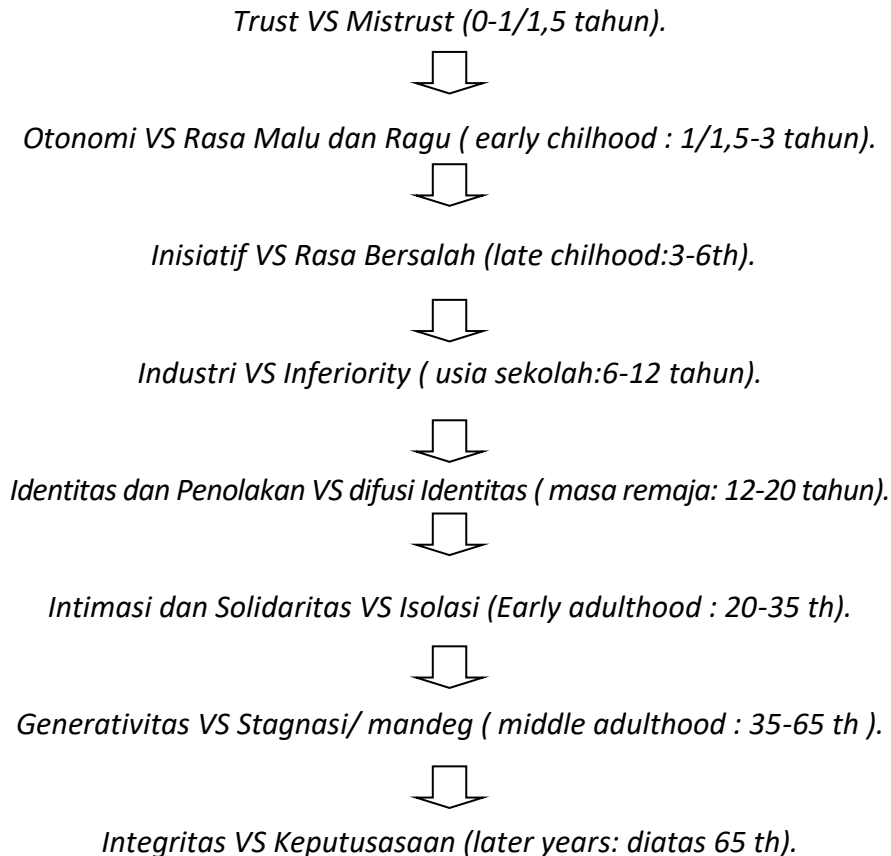 Trust VS Mistrust (0-1/1,5 tahun).
Otonomi VS Rasa Malu dan Ragu ( early chilhood : 1/1,5-3 tahun).
Inisiatif VS Rasa Bersalah (late chilhood:3-6th).
Industri VS Inferiority ( usia sekolah:6-12 tahun).
Identitas dan Penolakan VS difusi Identitas ( masa remaja: 12-20 tahun).
Intimasi dan Solidaritas VS Isolasi (Early adulthood : 20-35 th).
Generativitas VS Stagnasi/ mandeg ( middle adulthood : 35-65 th ).
Integritas VS Keputusasaan (later years: diatas 65 th).